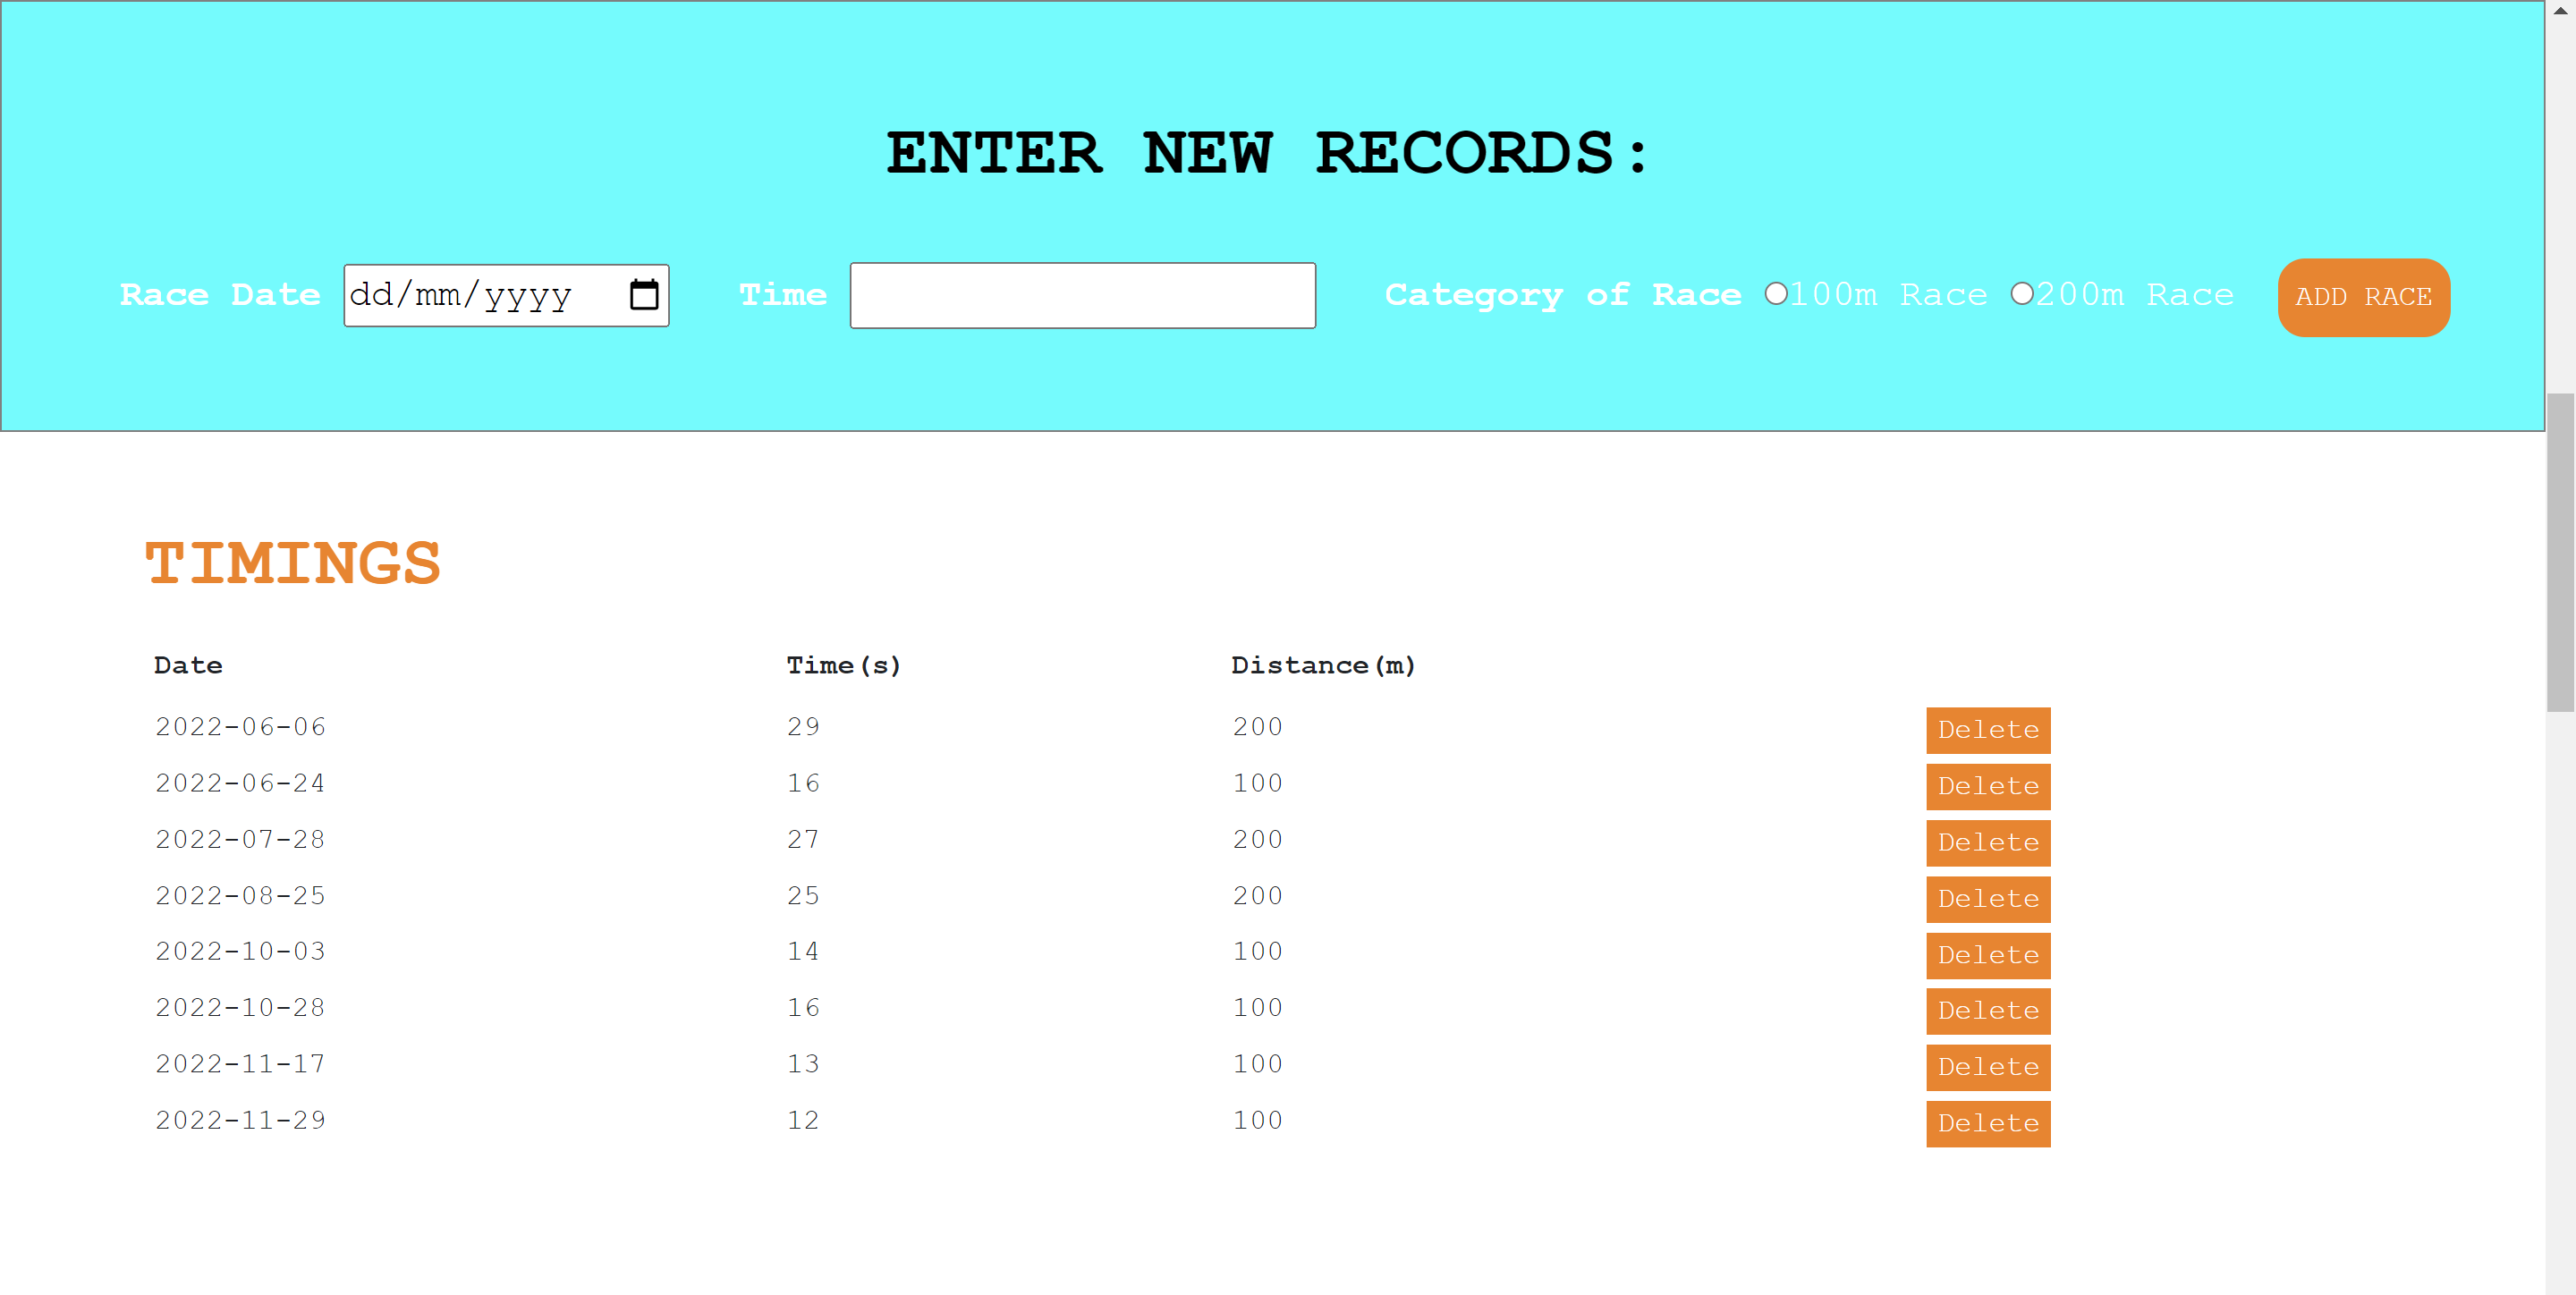 ENTER NEW RECORDS:
Race Date dd/mm/yyyy Time Category of Race 100m Race 200m Race ADD RACE
TIMINGS
Date Time(s) Distance(m)
2022-06-06 29 200 Delete
2022-06-24 16 100 Delete
2022-07-28 27 200 Delete
2022-08-25 25 200 Delete
2022-10-03 14 100 Delete
2022-10-28 16 100 Delete
2022-11-17 13 100 Delete
2022-11-29 12 100 Delete